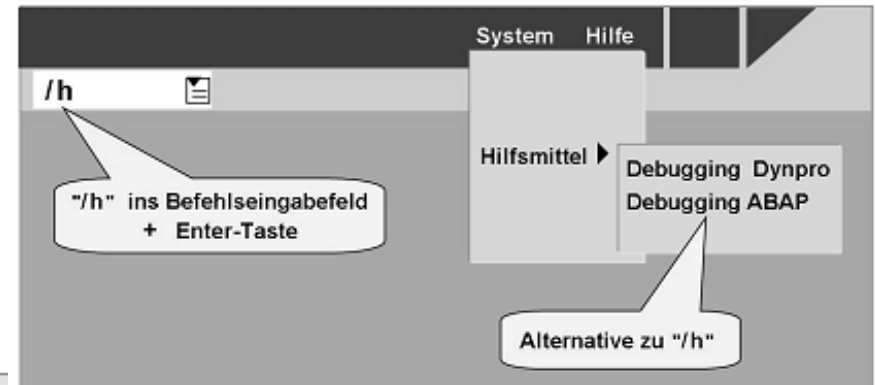 System Hilfe
/h
Hilfsmittel
Debugging Dynpro
Debugging ABAP
"/h" ins Befehlseingabefeld
+ Enter-Taste
Alternative zu "/h"